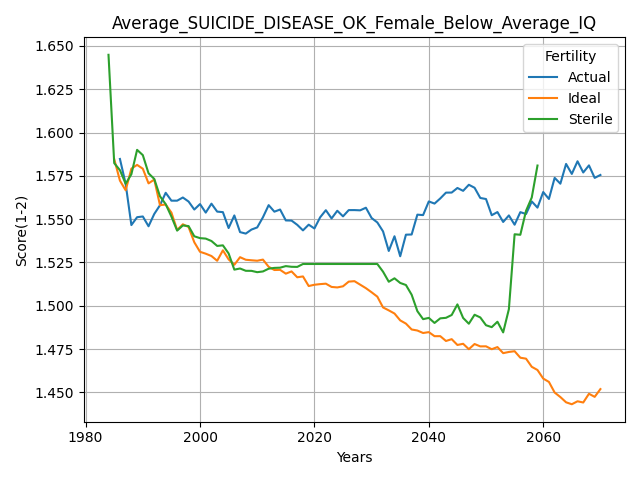 Average_SUICIDE_DISEASE_OK_Female_Below_Average_IQ
Fertility
Actual
Ideal
Sterile
Score(1-2)
1.650
1.625
1.600
1.575
1.550
1.525
1.500
1.475
1.450
1980
2000
2020
2040
2060
Years